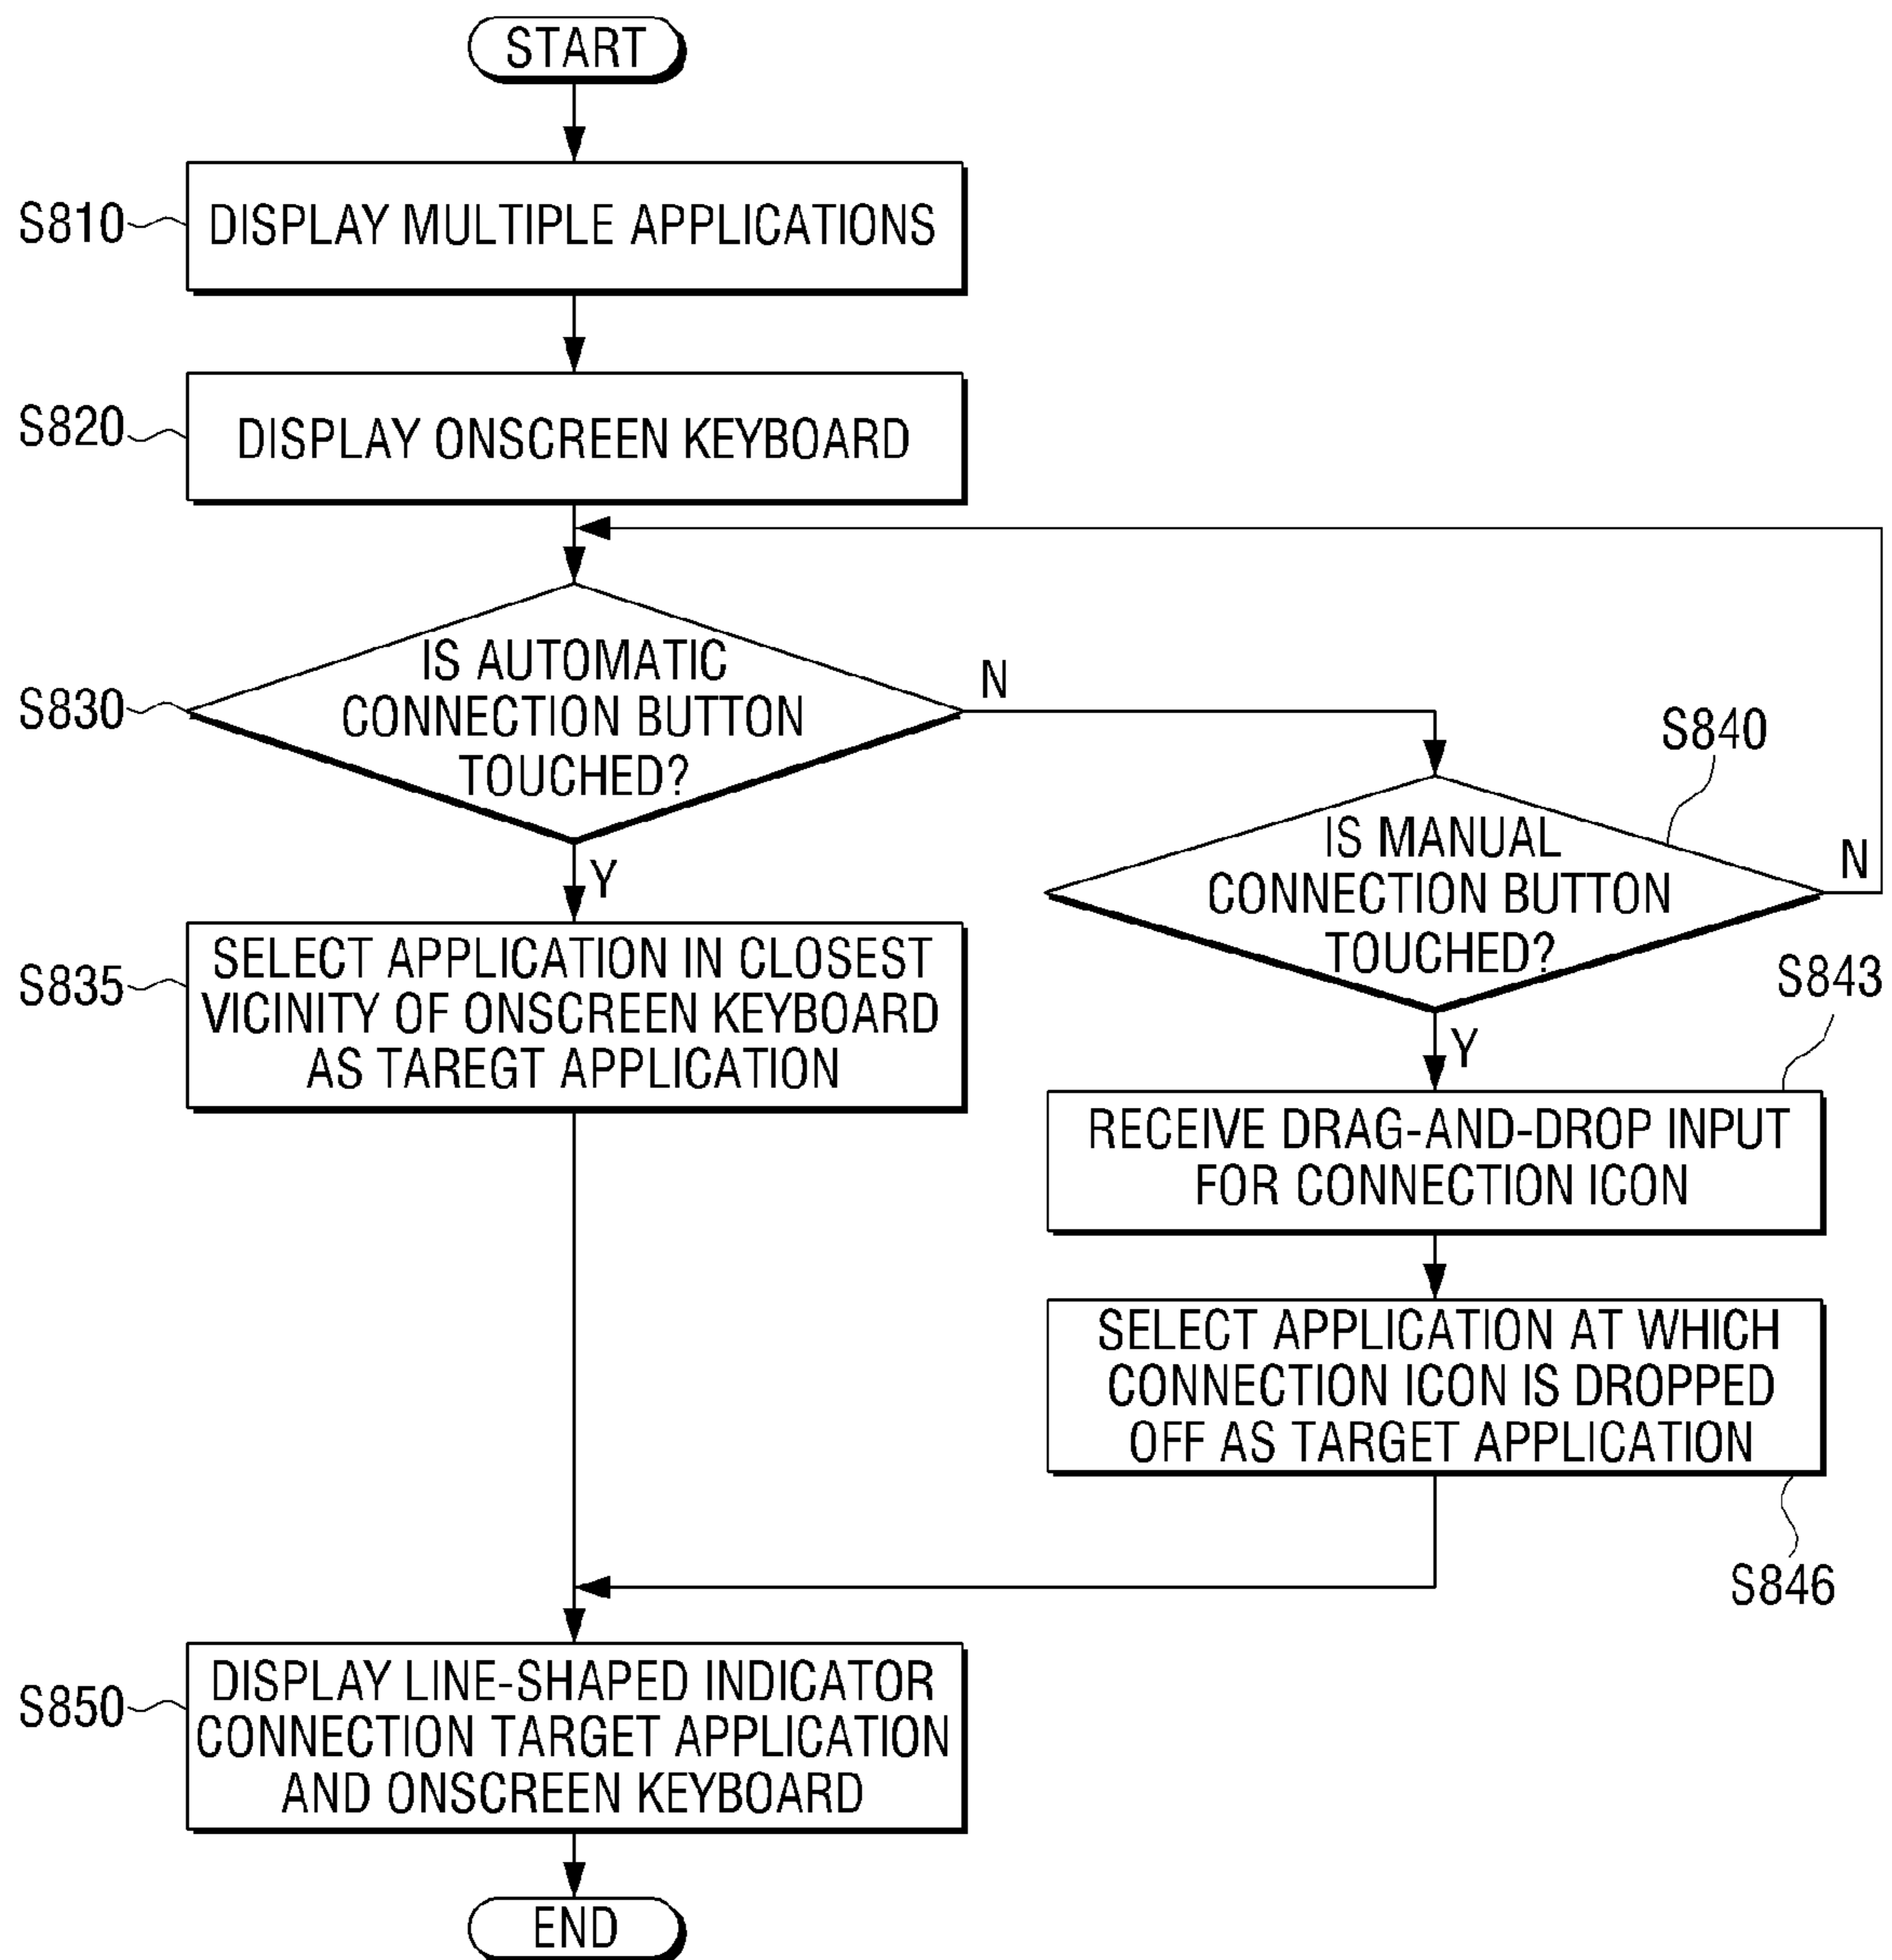 START
S810
DISPLAY MULTIPLE APPLICATIONS
S820
DISPLAY ONSCREEN KEYBOARD
S830
IS AUTOMATIC
CONNECTION BUTTON
TOUCHED?
N
Y
S840
IS MANUAL
CONNECTION BUTTON
TOUCHED?
N
Y
S835
SELECT APPLICATION IN CLOSEST
VICINITY OF ONSCREEN KEYBOARD
AS TAREGT APPLICATION
S843
RECEIVE DRAG-AND-DROP INPUT
FOR CONNECTION ICON
SELECT APPLICATION AT WHICH
CONNECTION ICON IS DROPPED
OFF AS TARGET APPLICATION
S846
S850
DISPLAY LINE-SHAPED INDICATOR
CONNECTION TARGET APPLICATION
AND ONSCREEN KEYBOARD
END